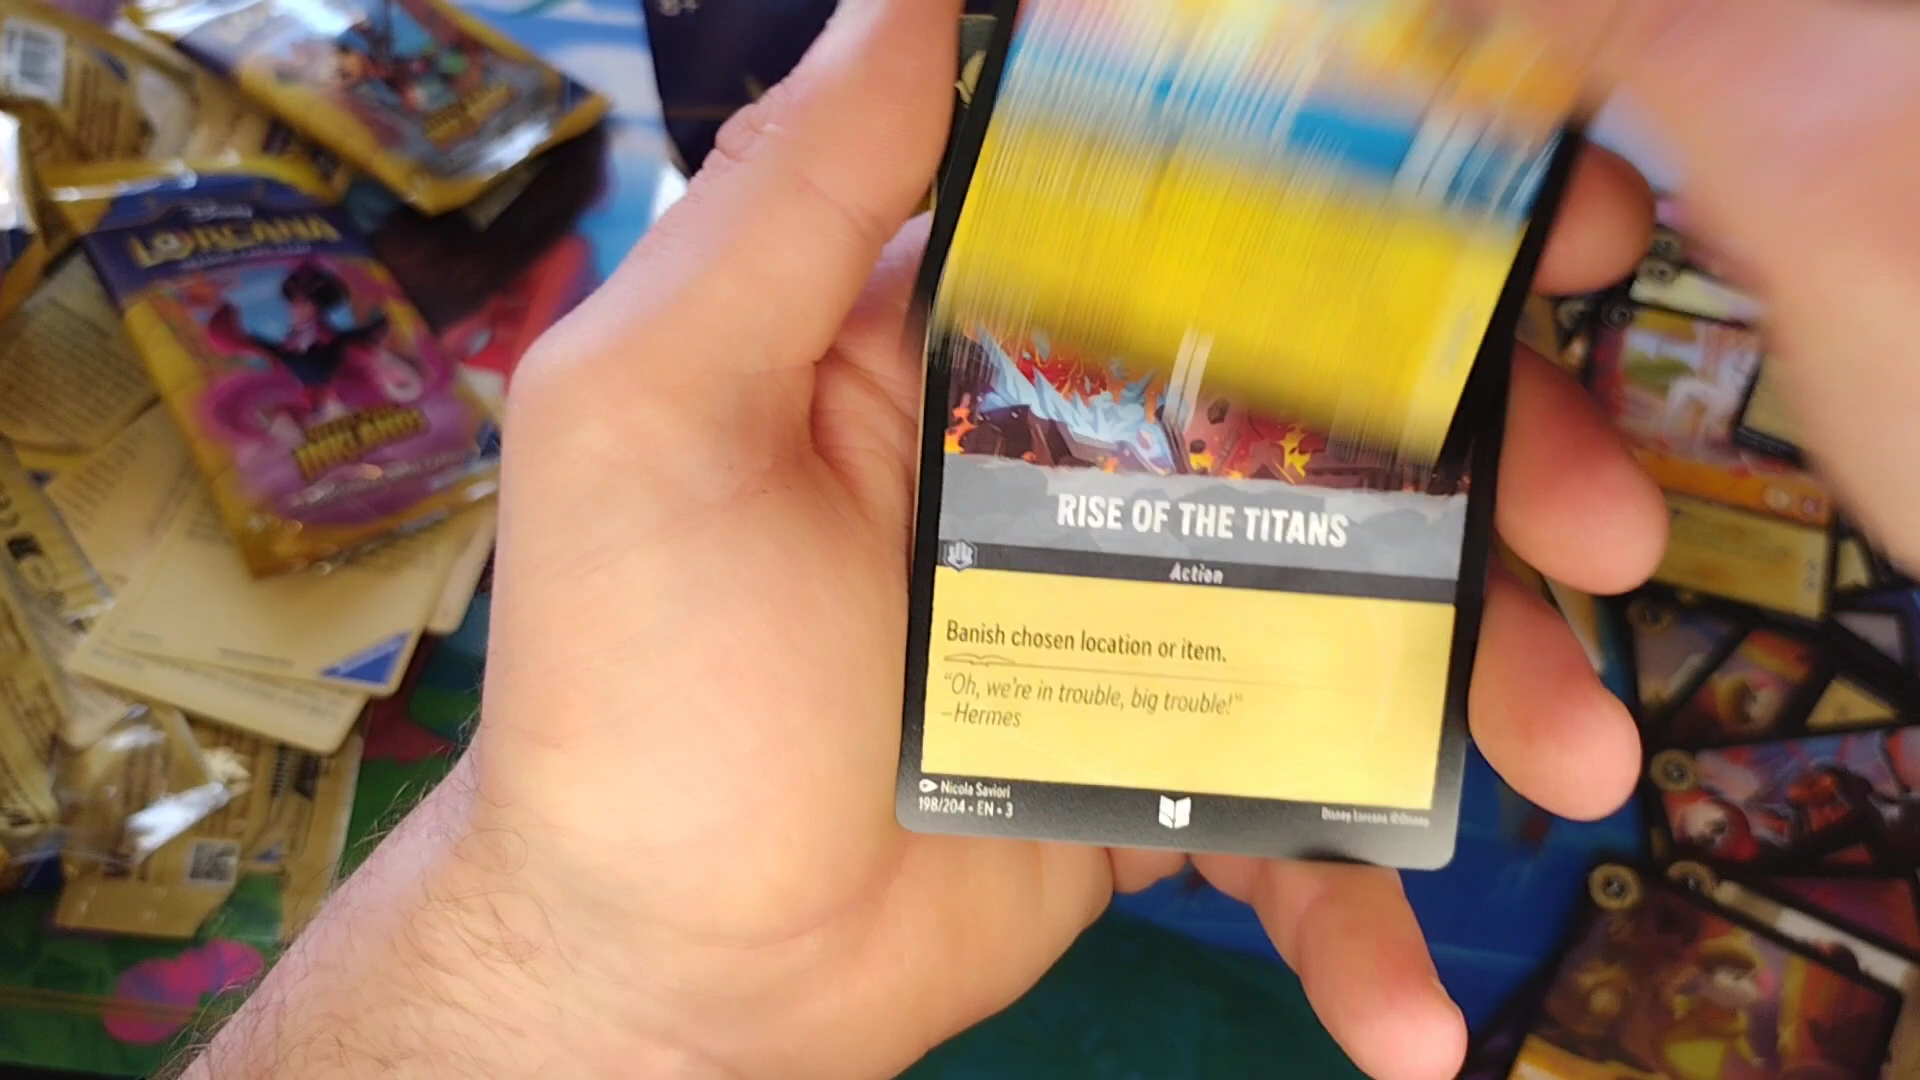 LORCANA
INKLANDS
RISE OF THE TITANS
Action
Banish chosen location or item.
"Oh, we're in trouble, big trouble!"
–Hermes
Nicola Saviori
198/204 • EN • 3
Disney Lorcana ©Disney